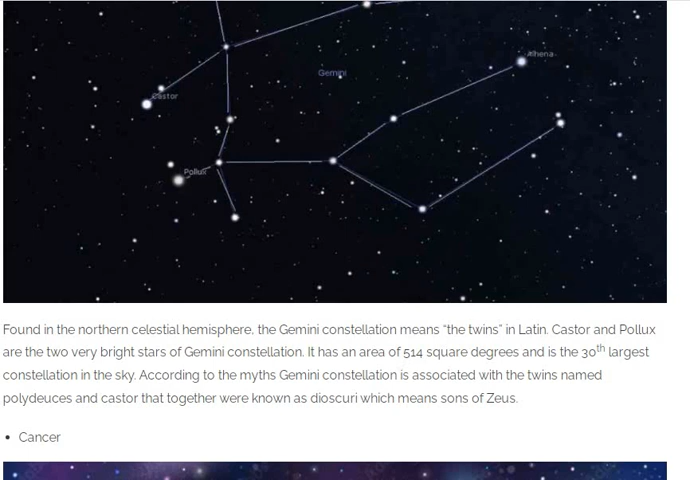 Alhena
Gemini
Castor
Pollux
Found in the northern celestial hemisphere, the Gemini constellation means “the twins” in Latin. Castor and Pollux
are the two very bright stars of Gemini constellation. It has an area of 514 square degrees and is the 30th largest
constellation in the sky. According to the myths Gemini constellation is associated with the twins named
polydeuces and castor that together were known as dioscuri which means sons of Zeus.
• Cancer